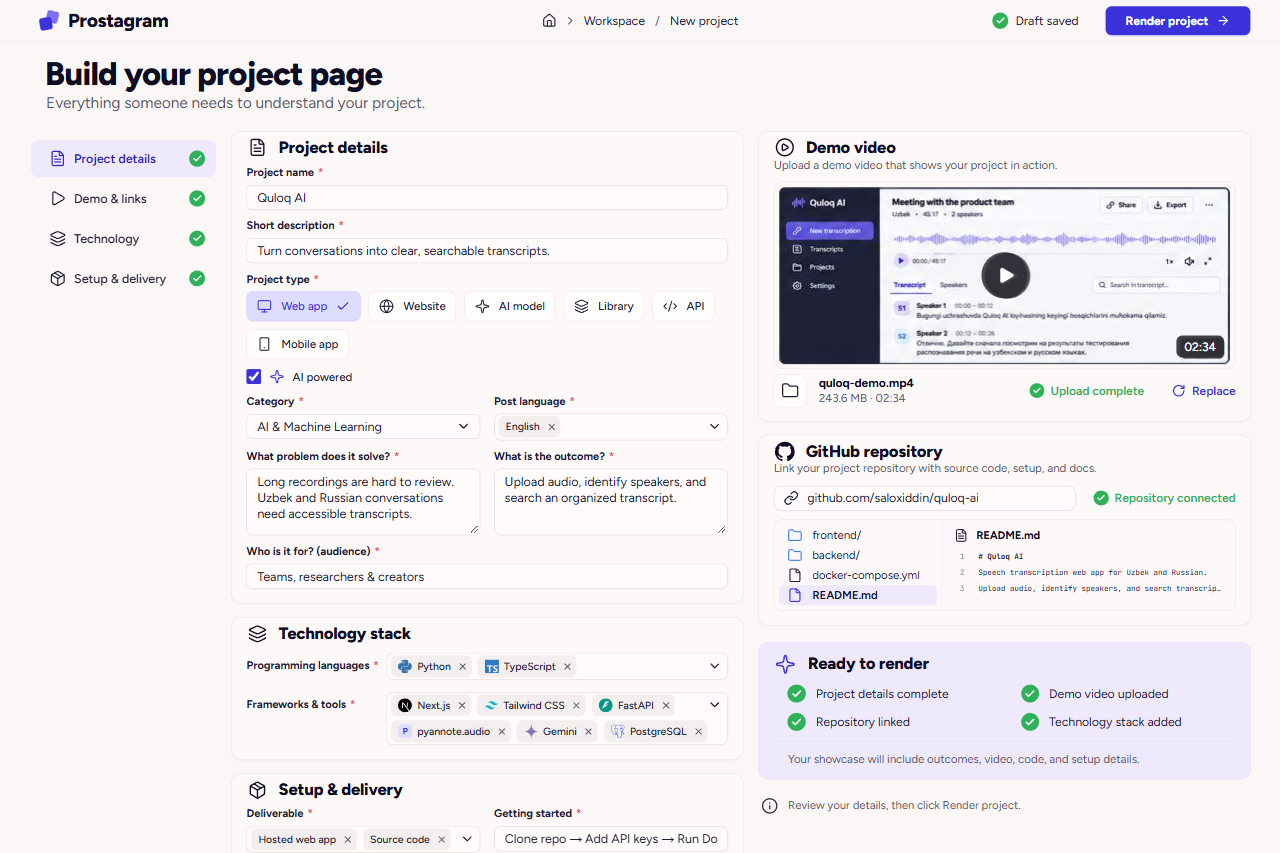 Prostagram
Workspace / New project
Draft saved
Render project
Build your project page
Everything someone needs to understand your project.
Project details
Demo & links
Technology
Setup & delivery
Project details
Project name *
Quloq AI
Short description *
Turn conversations into clear, searchable transcripts.
Project type *
Web app
Website
AI model
Library
</> API
Mobile app
AI powered
Category *
AI & Machine Learning
Post language *
English ×
What problem does it solve? *
Long recordings are hard to review.
Uzbek and Russian conversations
need accessible transcripts.
What is the outcome? *
Upload audio, identify speakers, and
search an organized transcript.
Who is it for? (audience) *
Teams, researchers & creators
Technology stack
Programming languages *
Python ×
TS TypeScript ×
Frameworks & tools *
N Next.js ×
Tailwind CSS ×
FastAPI ×
P pyannote.audio ×
Gemini ×
PostgreSQL ×
Setup & delivery
Deliverable *
Hosted web app ×
Source code ×
Getting started *
Clone repo → Add API keys → Run Do
Demo video
Upload a demo video that shows your project in action.
Quloq AI
New transcription
Transcripts
Projects
Settings
Meeting with the product team
Uzbek • 45:17 • 2 speakers
Share
Export
00:00 / 45:17
1x
Transcript
Speakers
Search in transcript...
S1
Speaker 1 00:00 – 00:12
Bugungi uchrashuvda Quloq AI loyihasining keyingi bosqichlarini muhokama qilamiz.
S2
Speaker 2 00:12 – 00:26
Отлично. Давайте сначала посмотрим на результаты тестирования
распознавания речи на узбекском и русском языках.
02:34
quloq-demo.mp4
243.6 MB · 02:34
Upload complete
Replace
GitHub repository
Link your project repository with source code, setup, and docs.
github.com/saloxiddin/quloq-ai
Repository connected
frontend/
backend/
docker-compose.yml
README.md
README.md
1 # Quloq AI
2 Speech transcription web app for Uzbek and Russian.
3 Upload audio, identify speakers, and search transcrip…
Ready to render
Project details complete
Demo video uploaded
Repository linked
Technology stack added
Your showcase will include outcomes, video, code, and setup details.
Review your details, then click Render project.